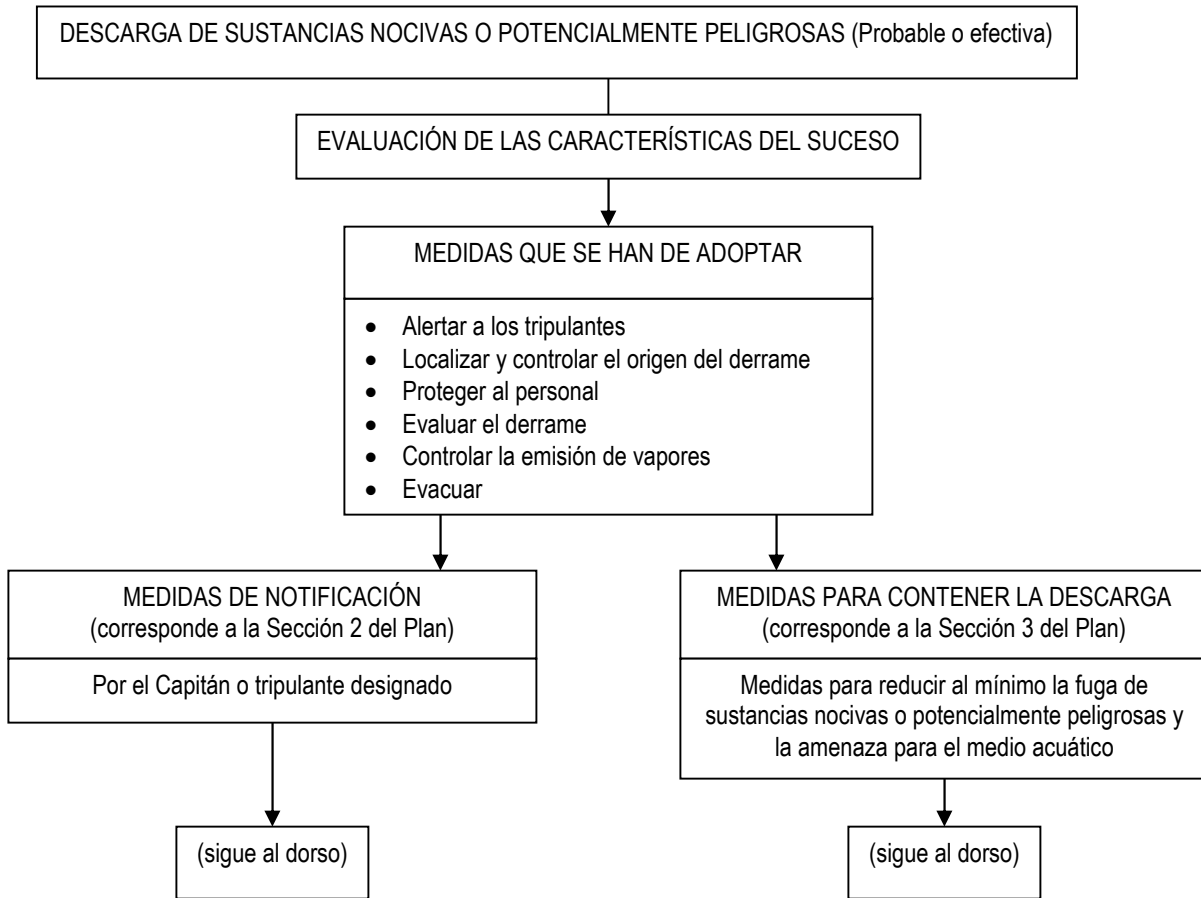 DESCARGA DE SUSTANCIAS NOCIVAS O POTENCIALMENTE PELIGROSAS (Probable o efectiva)
EVALUACIÓN DE LAS CARACTERÍSTICAS DEL SUCESO
MEDIDAS QUE SE HAN DE ADOPTAR
• Alertar a los tripulantes
• Localizar y controlar el origen del derrame
• Proteger al personal
• Evaluar el derrame
• Controlar la emisión de vapores
• Evacuar
MEDIDAS DE NOTIFICACIÓN
(corresponde a la Sección 2 del Plan)
Por el Capitán o tripulante designado
(sigue al dorso)
MEDIDAS PARA CONTENER LA DESCARGA
(corresponde a la Sección 3 del Plan)
Medidas para reducir al mínimo la fuga de
sustancias nocivas o potencialmente peligrosas y
la amenaza para el medio acuático
(sigue al dorso)